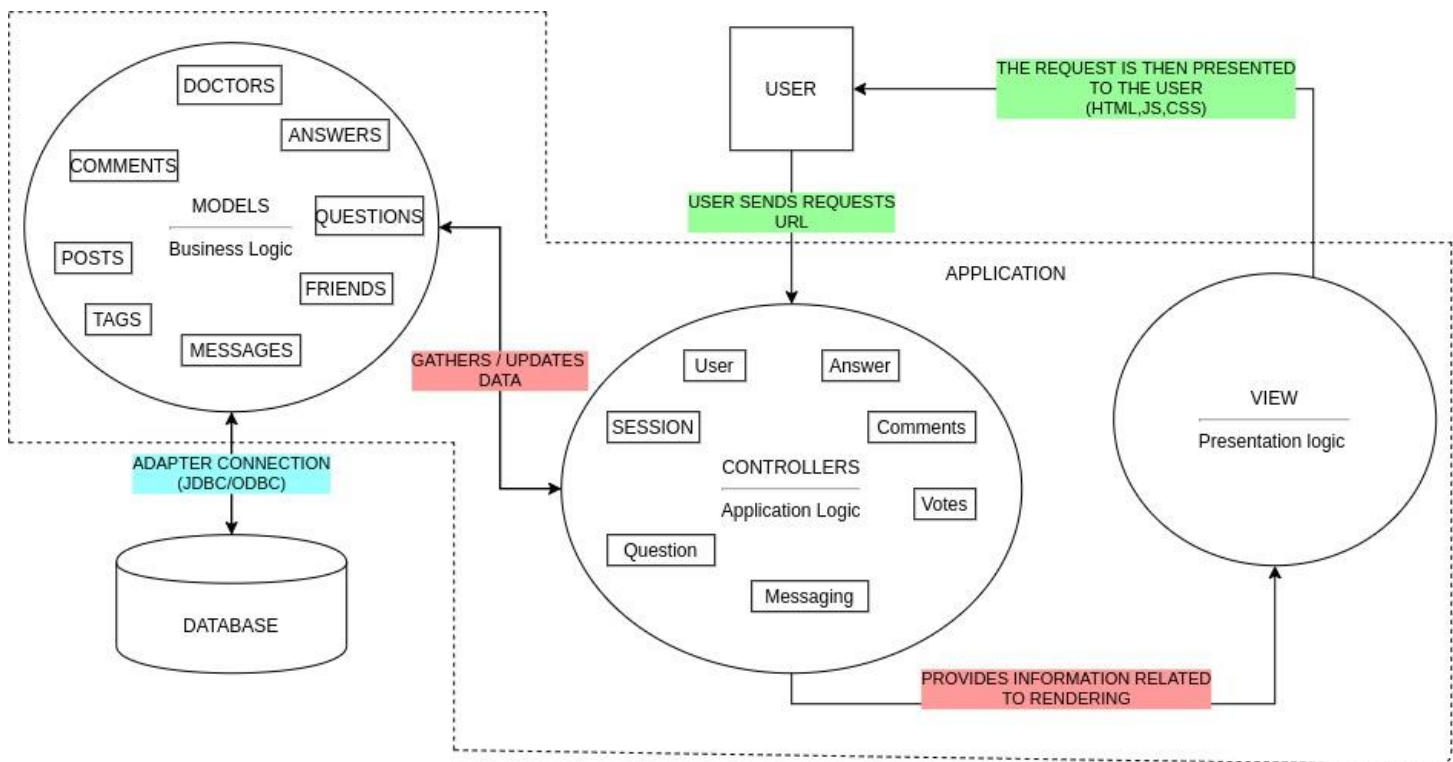 DOCTORS
ANSWERS
COMMENTS
MODELS
QUESTIONS
Business Logic
POSTS
FRIENDS
TAGS
MESSAGES
ADAPTER CONNECTION
(JDBC/ODBC)
DATABASE
GATHERS / UPDATES
DATA
USER
USER SENDS REQUESTS
URL
THE REQUEST IS THEN PRESENTED
TO THE USER
(HTML,JS,CSS)
APPLICATION
User
Answer
SESSION
Comments
CONTROLLERS
Application Logic
Votes
Question
Messaging
VIEW
Presentation logic
PROVIDES INFORMATION RELATED
TO RENDERING